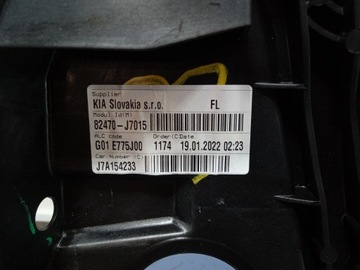 Supplier
KIA Slovakia s.r.o. FL
Modul Id(M)
82470-J7015
ALC code Order(C)Date
G01 E775J00 1174 19.01.2022 02:23
Car Number (C)
J7A154233